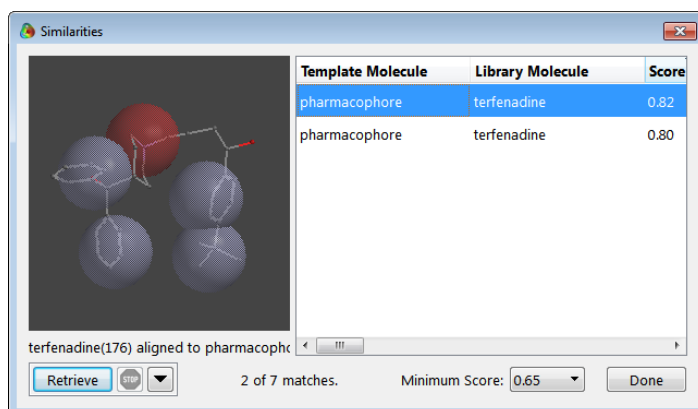 Similarities
Template Molecule Library Molecule Score
pharmacophore terfenadine 0.82
pharmacophore terfenadine 0.80
terfenadine(176) aligned to pharmacopho
Retrieve STOP 2 of 7 matches. Minimum Score: 0.65 Done